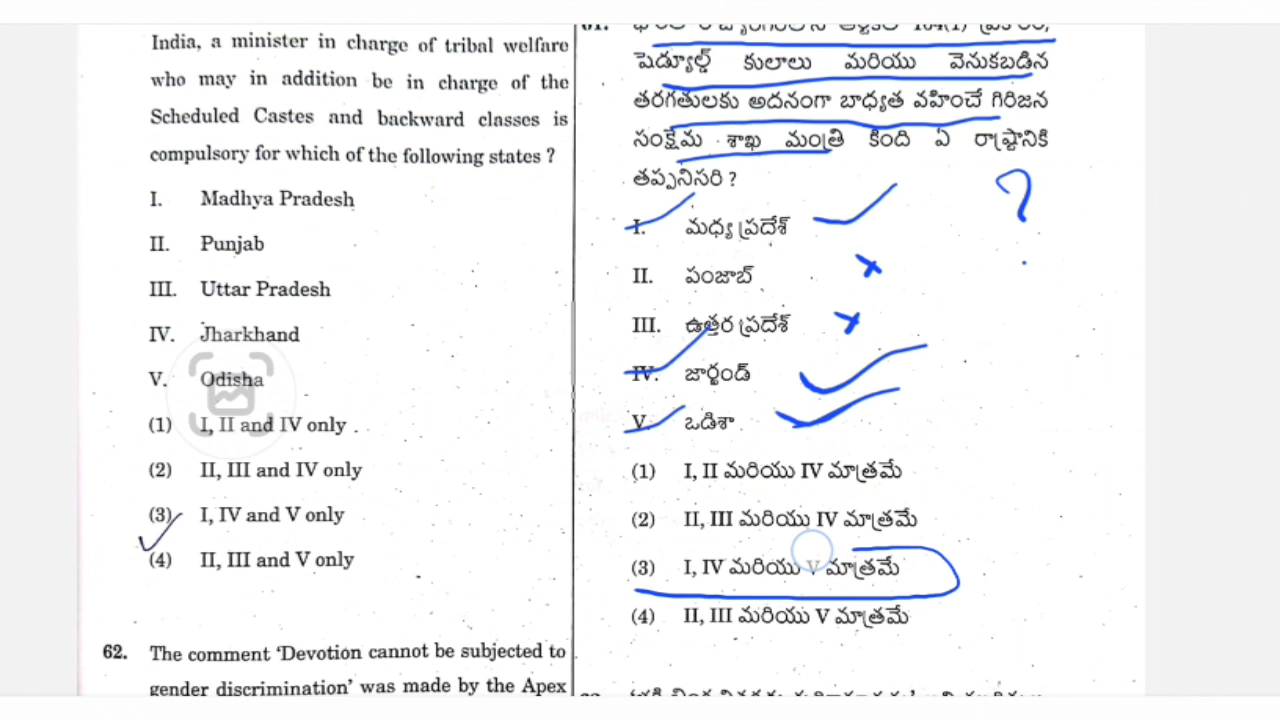 India, a minister in charge of tribal welfare
who may in addition be in charge of the
Scheduled Castes and backward classes is
compulsory for which of the following states ?
I. Madhya Pradesh
II. Punjab
III. Uttar Pradesh
IV. Jharkhand
V. Odisha
(1) I, II and IV only .
(2) II, III and IV only
(3) I, IV and V only
(4) II, III and V only
62. The comment ‘Devotion cannot be subjected to
gender discrimination’ was made by the Apex
61.
షెడ్యూల్డ్ కులాలు మరియు వెనుకబడిన
తరగతులకు అదనంగా బాధ్యత వహించే గిరిజన
సంక్షేమ శాఖ మంత్రి కింది ఏ రాష్ట్రానికి
తప్పనిసరి ?
I. మధ్య ప్రదేశ్
II. పంజాబ్
III. ఉత్తర ప్రదేశ్
IV. జార్ఖండ్
V. ఒడిశా
(1) I, II మరియు IV మాత్రమే
(2) II, III మరియు IV మాత్రమే
(3) I, IV మరియు V మాత్రమే
(4) II, III మరియు V మాత్రమే
?